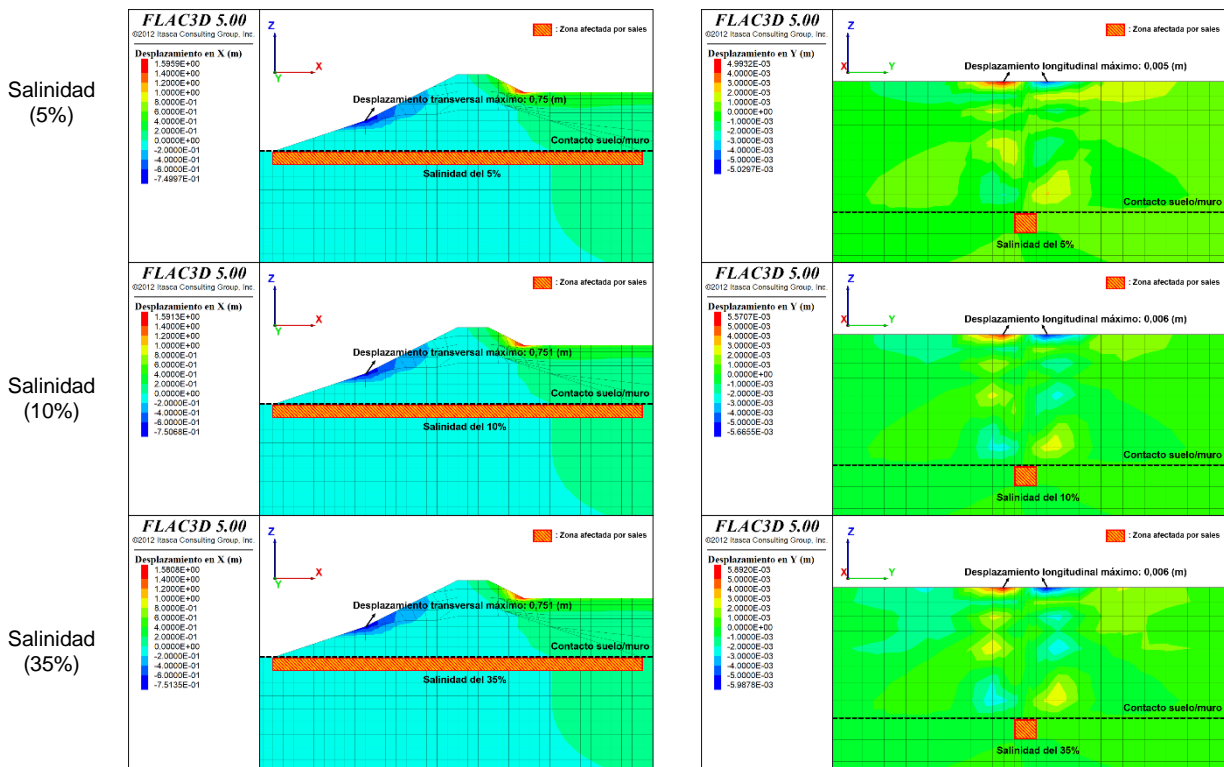 Salinidad
(5%)
FLAC3D 5.00
©2012 Itasca Consulting Group, Inc.
Desplazamiento en X (m)
1.5959E+00
1.4000E+00
1.2000E+00
1.0000E+00
8.0000E-01
6.0000E-01
4.0000E-01
2.0000E-01
0.0000E+00
-2.0000E-01
-4.0000E-01
-6.0000E-01
-7.4997E-01
Z
X
Y
: Zona afectada por sales
Desplazamiento transversal máximo: 0,75 (m)
Contacto suelo/muro
Salinidad del 5%
FLAC3D 5.00
©2012 Itasca Consulting Group, Inc.
Desplazamiento en Y (m)
4.9932E-03
4.0000E-03
3.0000E-03
2.0000E-03
1.0000E-03
0.0000E+00
-1.0000E-03
-2.0000E-03
-3.0000E-03
-4.0000E-03
-5.0000E-03
-5.0297E-03
Z
X
Y
: Zona afectada por sales
Desplazamiento longitudinal máximo: 0,005 (m)
Contacto suelo/muro
Salinidad del 5%
Salinidad
(10%)
FLAC3D 5.00
©2012 Itasca Consulting Group, Inc.
Desplazamiento en X (m)
1.5913E+00
1.4000E+00
1.2000E+00
1.0000E+00
8.0000E-01
6.0000E-01
4.0000E-01
2.0000E-01
0.0000E+00
-2.0000E-01
-4.0000E-01
-6.0000E-01
-7.5068E-01
Z
X
Y
: Zona afectada por sales
Desplazamiento transversal máximo: 0,751 (m)
Contacto suelo/muro
Salinidad del 10%
FLAC3D 5.00
©2012 Itasca Consulting Group, Inc.
Desplazamiento en Y (m)
5.5707E-03
5.0000E-03
4.0000E-03
3.0000E-03
2.0000E-03
1.0000E-03
0.0000E+00
-1.0000E-03
-2.0000E-03
-3.0000E-03
-4.0000E-03
-5.0000E-03
-5.6655E-03
Z
X
Y
: Zona afectada por sales
Desplazamiento longitudinal máximo: 0,006 (m)
Contacto suelo/muro
Salinidad del 10%
Salinidad
(35%)
FLAC3D 5.00
©2012 Itasca Consulting Group, Inc.
Desplazamiento en X (m)
1.5808E+00
1.4000E+00
1.2000E+00
1.0000E+00
8.0000E-01
6.0000E-01
4.0000E-01
2.0000E-01
0.0000E+00
-2.0000E-01
-4.0000E-01
-6.0000E-01
-7.5135E-01
Z
X
Y
: Zona afectada por sales
Desplazamiento transversal máximo: 0,751 (m)
Contacto suelo/muro
Salinidad del 35%
FLAC3D 5.00
©2012 Itasca Consulting Group, Inc.
Desplazamiento en Y (m)
5.8920E-03
5.0000E-03
4.0000E-03
3.0000E-03
2.0000E-03
1.0000E-03
0.0000E+00
-1.0000E-03
-2.0000E-03
-3.0000E-03
-4.0000E-03
-5.0000E-03
-5.9878E-03
Z
X
Y
: Zona afectada por sales
Desplazamiento longitudinal máximo: 0,006 (m)
Contacto suelo/muro
Salinidad del 35%